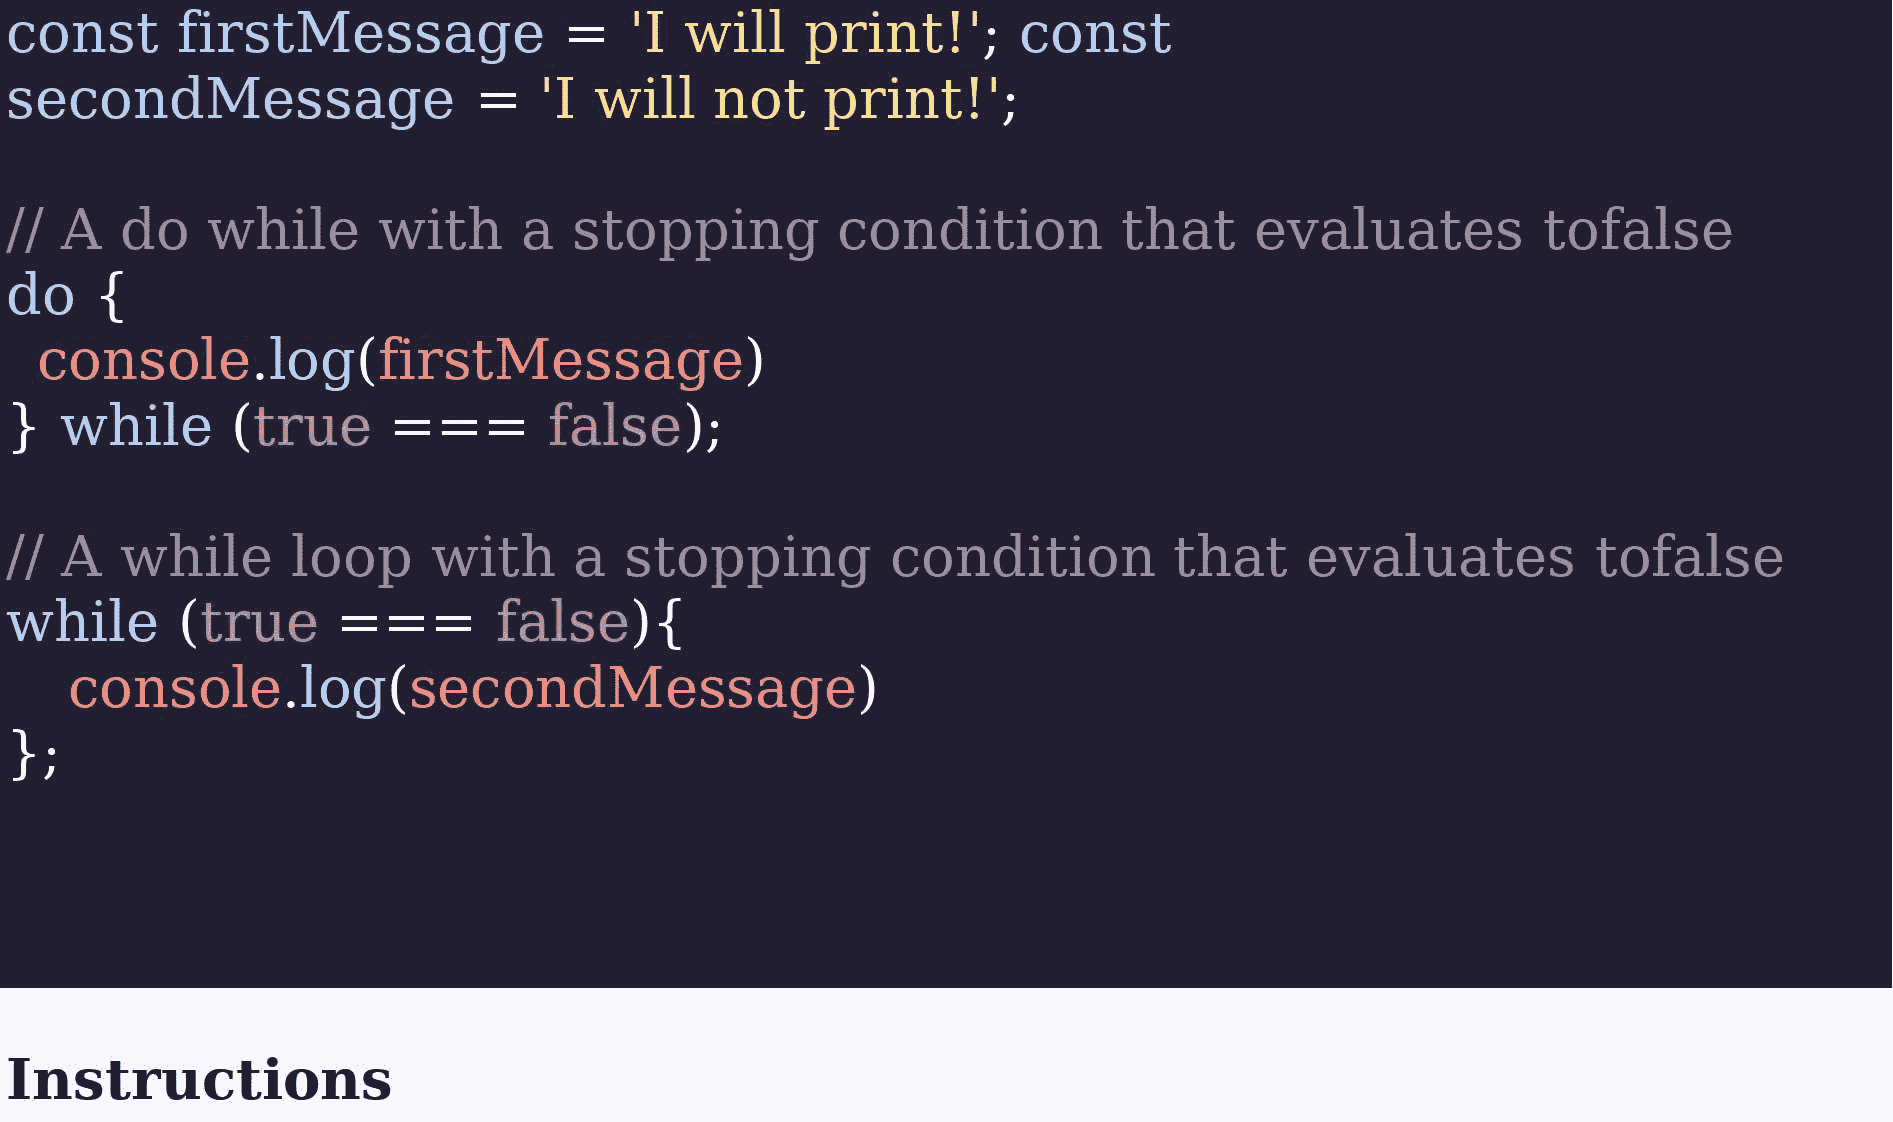 const firstMessage = 'I will print!'; const
secondMessage = 'I will not print!';
// A do while with a stopping condition that evaluates tofalse
do {
  console.log(firstMessage)
} while (true === false);
// A while loop with a stopping condition that evaluates tofalse
while (true === false){
    console.log(secondMessage)
};
Instructions